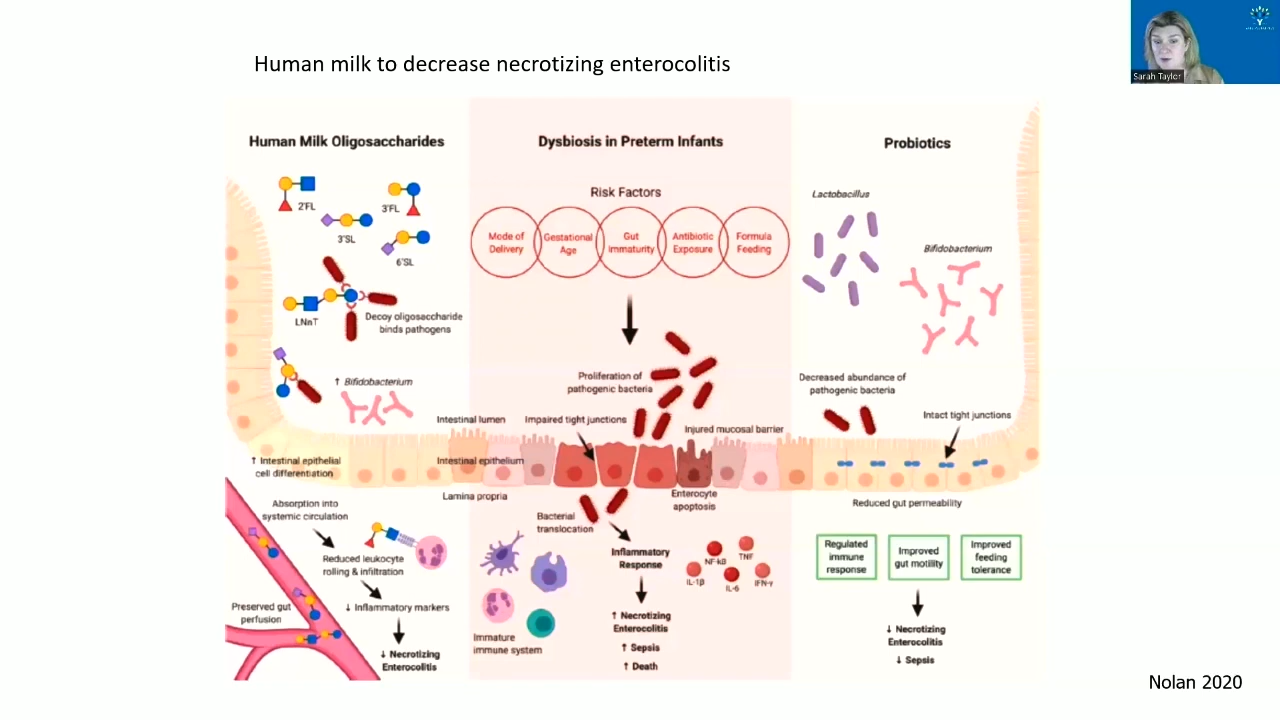 Human milk to decrease necrotizing enterocolitis
Sarah Taylor
Human Milk Oligosaccharides
2'FL
3'FL
3'SL
6'SL
LNnT
Decoy oligosaccharide
binds pathogens
↑ Bifidobacterium
↑ Intestinal epithelial
cell differentiation
Absorption into
systemic circulation
Reduced leukocyte
rolling & infiltration
Preserved gut
perfusion
↓ Inflammatory markers
↓ Necrotizing
Enterocolitis
Dysbiosis in Preterm Infants
Risk Factors
Mode of
Delivery
Gestational
Age
Gut
Immaturity
Antibiotic
Exposure
Formula
Feeding
Proliferation of
pathogenic bacteria
Intestinal lumen
Impaired tight junctions
Injured mucosal barrier
Intestinal epithelium
Lamina propria
Enterocyte
apoptosis
Bacterial
translocation
Inflammatory
Response
NF-kB
TNF
IL-1β
IL-6
IFN-γ
Immature
immune system
↑ Necrotizing
Enterocolitis
↑ Sepsis
↑ Death
Probiotics
Lactobacillus
Bifidobacterium
Decreased abundance of
pathogenic bacteria
Intact tight junctions
Reduced gut permeability
Regulated
immune
response
Improved
gut motility
Improved
feeding
tolerance
↓ Necrotizing
Enterocolitis
↓ Sepsis
Nolan 2020